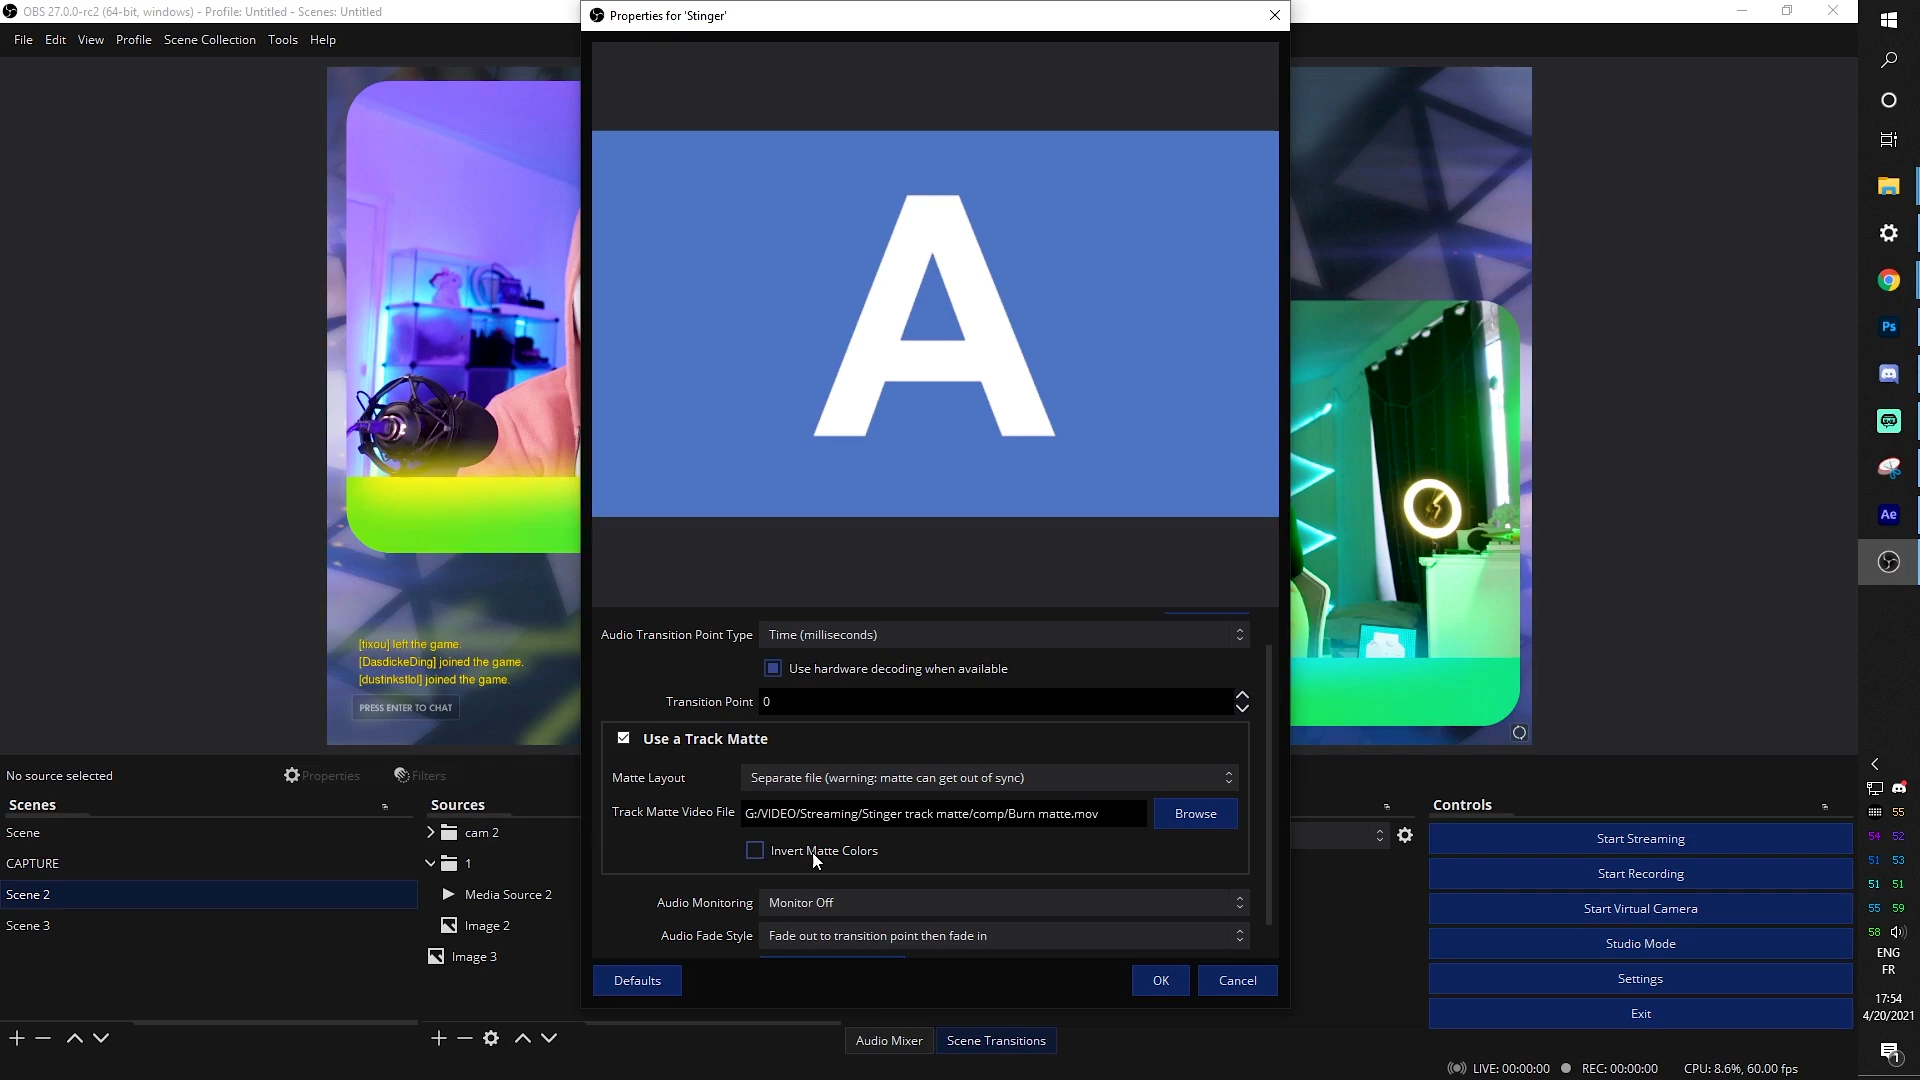 OBS 27.0.0-rc2 (64-bit, windows) - Profile: Untitled - Scenes: Untitled
File Edit View Profile Scene Collection Tools Help
Properties for 'Stinger'
A
[tixou] left the game.
[DasdickeDing] joined the game.
[dustinkstlol] joined the game.
PRESS ENTER TO CHAT
Audio Transition Point Type Time (milliseconds)
Use hardware decoding when available
Transition Point 0
Use a Track Matte
Matte Layout Separate file (warning: matte can get out of sync)
Track Matte Video File G:/VIDEO/Streaming/Stinger track matte/comp/Burn matte.mov Browse
Invert Matte Colors
Audio Monitoring Monitor Off
Audio Fade Style Fade out to transition point then fade in
Defaults OK Cancel
No source selected Properties Filters
Scenes
Scene
CAPTURE
Scene 2
Scene 3
Sources
cam 2
1
Media Source 2
Image 2
Image 3
Audio Mixer Scene Transitions
Controls
Start Streaming
Start Recording
Start Virtual Camera
Studio Mode
Settings
Exit
LIVE: 00:00:00 REC: 00:00:00 CPU: 8.6%, 60.00 fps
Ps
Ae
55
54 52
51 53
51 51
55 59
58
ENG
FR
17:54
4/20/2021
1